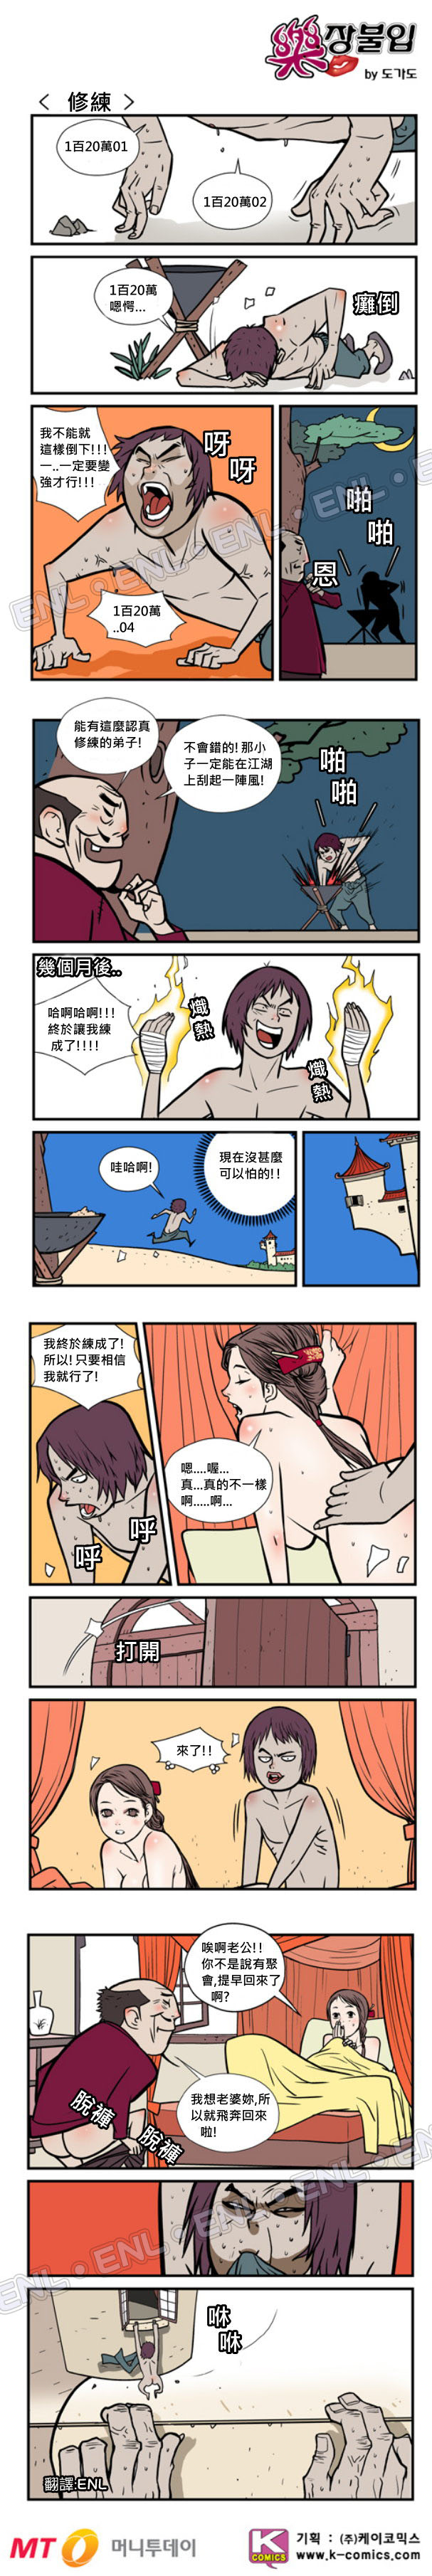 樂장불입
by 도가도
< 修練 >
1百20萬01
1百20萬02
1百20萬
嗯愕...
癱倒
我不能就
這樣倒下!!!
一..一定要變
強才行!!!
呀
呀
1百20萬
..04
啪
啪
恩
ENL•ENL•ENL•ENL•ENL
能有這麼認真
修練的弟子!
不會錯的! 那小
子一定能在江湖
上刮起一陣風!
啪
啪
幾個月後..
哈啊哈啊!!!
終於讓我練
成了!!!!
熾
熱
熾
熱
哇哈啊!
現在沒甚麼
可以怕的!!
我終於練成了!
所以! 只要相信
我就行了!
呼
呼
嗯....喔...
真...真的不一樣
啊.....啊...
打開
來了!!
唉啊老公!!
你不是說有聚
會,提早回來了
啊?
我想老婆妳,所
以就飛奔回來
啦!
脫褲
脫褲
ENL•ENL•ENL•ENL•ENL
咻
咻
翻譯:ENL
MT 머니투데이
K
COMICS
기획 : (주)케이코믹스
www.k-comics.com